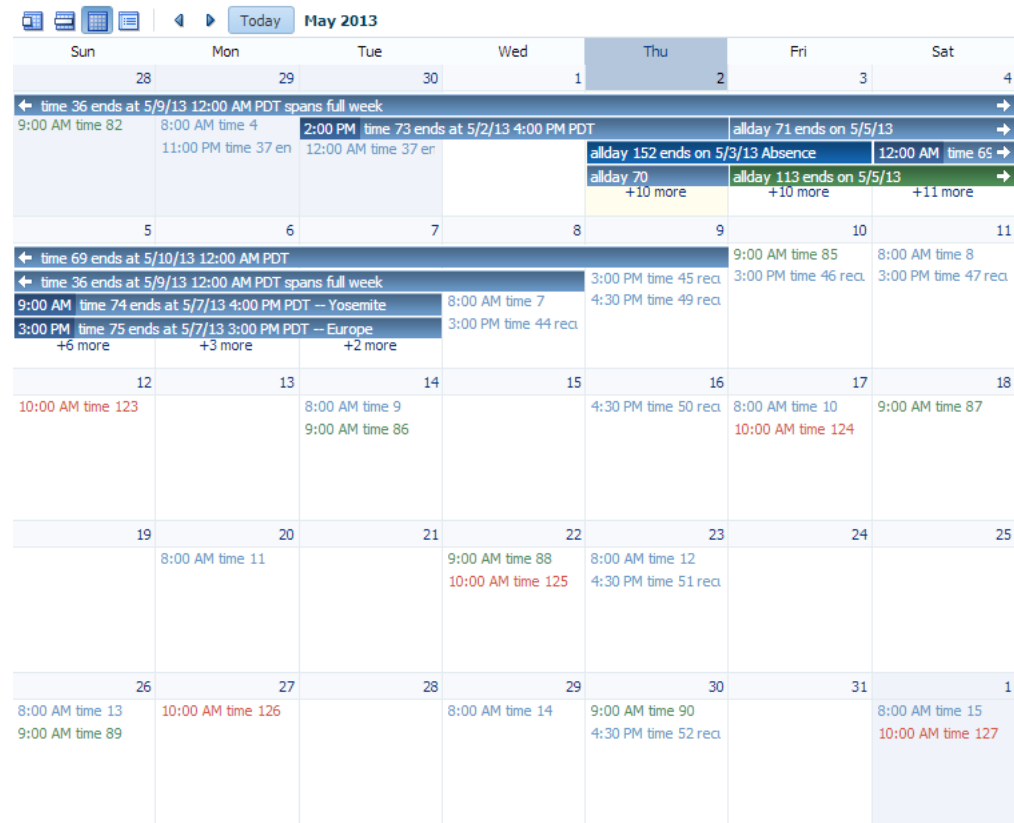 Today May 2013
Sun Mon Tue Wed Thu Fri Sat
28 29 30 1 2 3 4
time 36 ends at 5/9/13 12:00 AM PDT spans full week
9:00 AM time 82 8:00 AM time 4 2:00 PM time 73 ends at 5/2/13 4:00 PM PDT allday 71 ends on 5/5/13
11:00 PM time 37 en 12:00 AM time 37 er allday 152 ends on 5/3/13 Absence 12:00 AM time 69
allday 70 allday 113 ends on 5/5/13
+10 more +10 more +11 more
5 6 7 8 9 10 11
time 69 ends at 5/10/13 12:00 AM PDT 9:00 AM time 85 8:00 AM time 8
time 36 ends at 5/9/13 12:00 AM PDT spans full week 3:00 PM time 45 recu 3:00 PM time 46 recu 3:00 PM time 47 recu
9:00 AM time 74 ends at 5/7/13 4:00 PM PDT -- Yosemite 8:00 AM time 7 4:30 PM time 49 recu
3:00 PM time 75 ends at 5/7/13 3:00 PM PDT -- Europe 3:00 PM time 44 recu
+6 more +3 more +2 more
12 13 14 15 16 17 18
10:00 AM time 123 8:00 AM time 9 4:30 PM time 50 recu 8:00 AM time 10 9:00 AM time 87
9:00 AM time 86 10:00 AM time 124
19 20 21 22 23 24 25
8:00 AM time 11 9:00 AM time 88 8:00 AM time 12
10:00 AM time 125 4:30 PM time 51 recu
26 27 28 29 30 31 1
8:00 AM time 13 10:00 AM time 126 8:00 AM time 14 9:00 AM time 90 8:00 AM time 15
9:00 AM time 89 4:30 PM time 52 recu 10:00 AM time 127